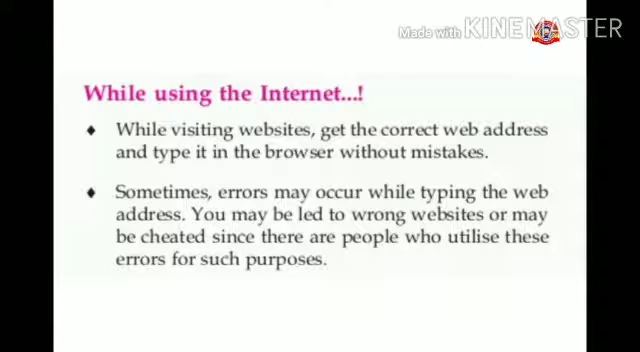 Made with KINEMASTER
While using the Internet...!
♦ While visiting websites, get the correct web address
and type it in the browser without mistakes.
♦ Sometimes, errors may occur while typing the web
address. You may be led to wrong websites or may
be cheated since there are people who utilise these
errors for such purposes.